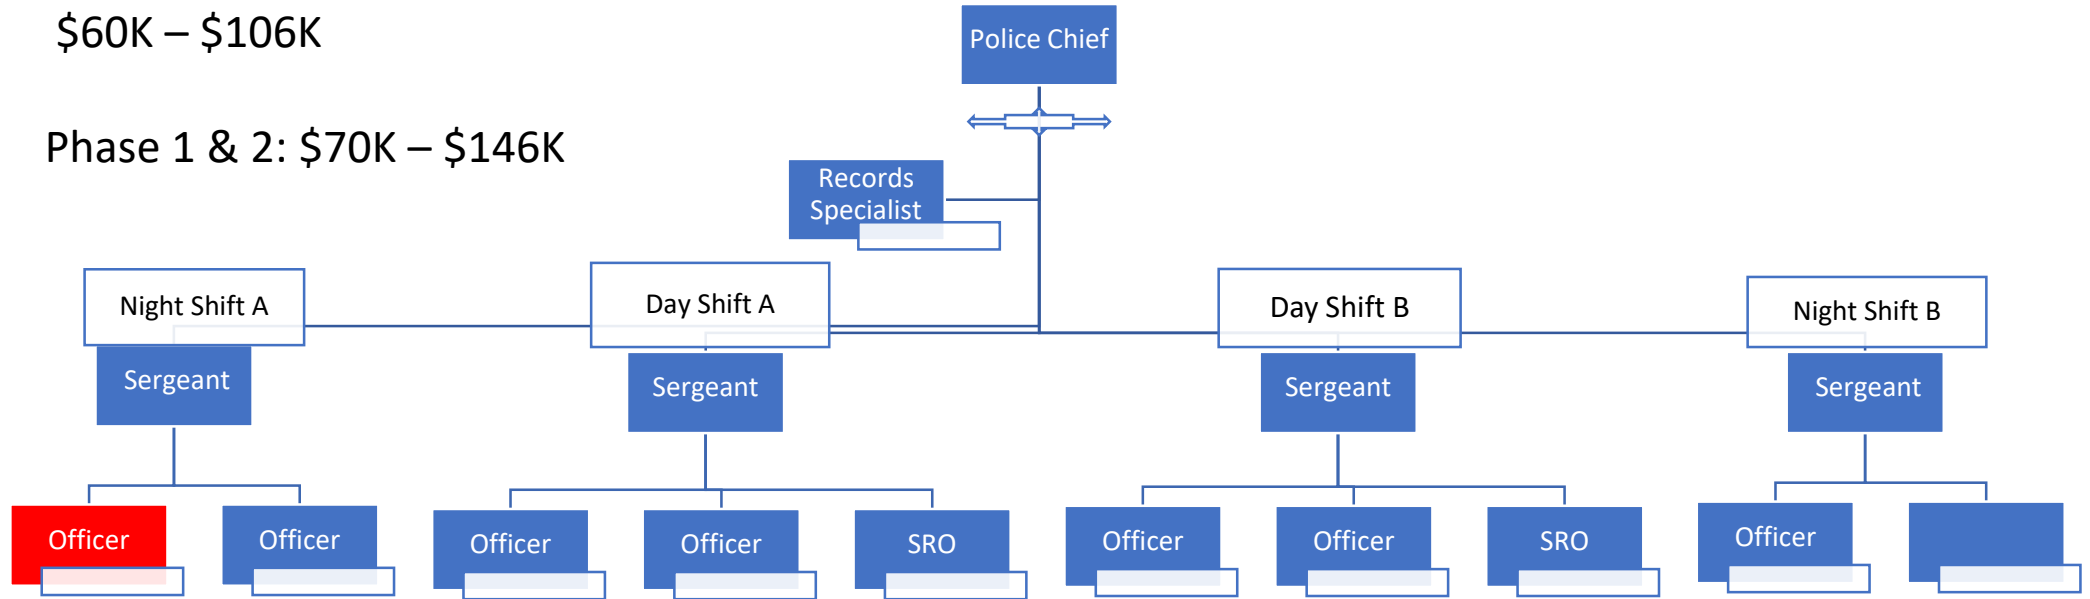 $60K – $106K
Police Chief
Phase 1 & 2: $70K – $146K
Records
Specialist
Night Shift A
Day Shift A
Day Shift B
Night Shift B
Sergeant
Sergeant
Sergeant
Sergeant
Officer
Officer
Officer
Officer
SRO
Officer
Officer
SRO
Officer